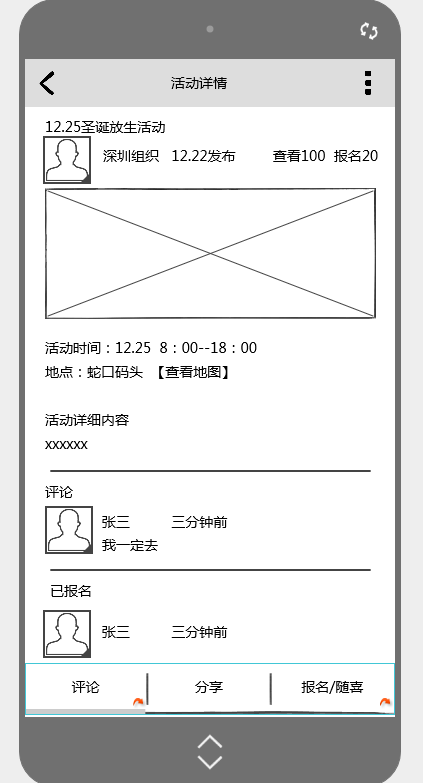 活动详情
12.25圣诞放生活动
深圳组织 12.22发布 查看100 报名20
活动时间：12.25 8：00--18：00
地点：蛇口码头 【查看地图】
活动详细内容
xxxxxx
评论
张三 三分钟前
我一定去
已报名
张三 三分钟前
评论 分享 报名/随喜